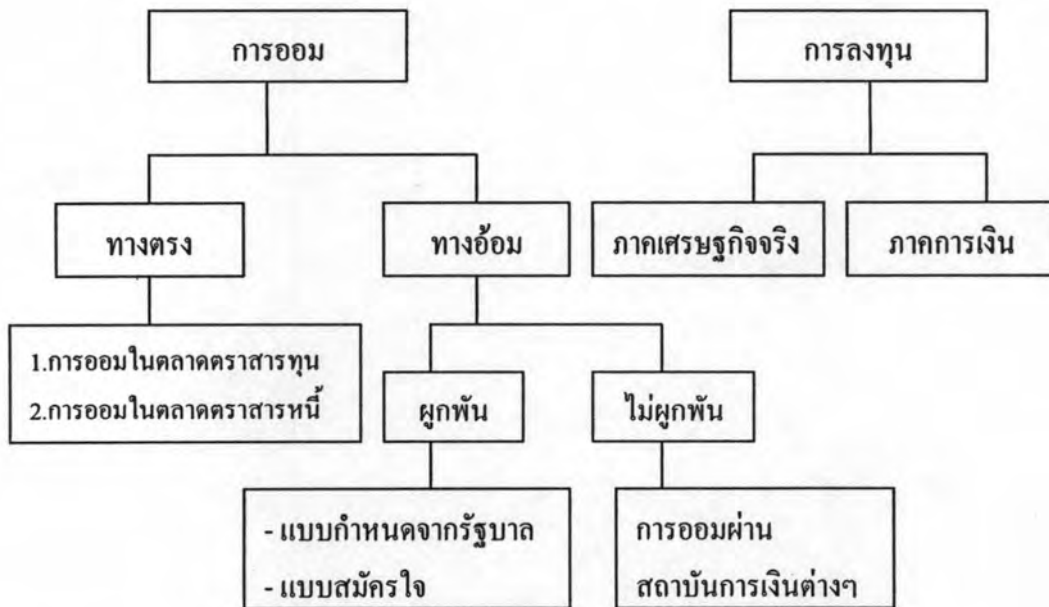 การออม
การลงทุน
ทางตรง
ทางอ้อม
ภาคเศรษฐกิจจริง
ภาคการเงิน
1.การออมในตลาดตราสารทุน
2.การออมในตลาดตราสารหนี้
ผูกพัน
ไม่ผูกพัน
- แบบกำหนดจากรัฐบาล
- แบบสมัครใจ
การออมผ่าน
สถาบันการเงินต่างๆ